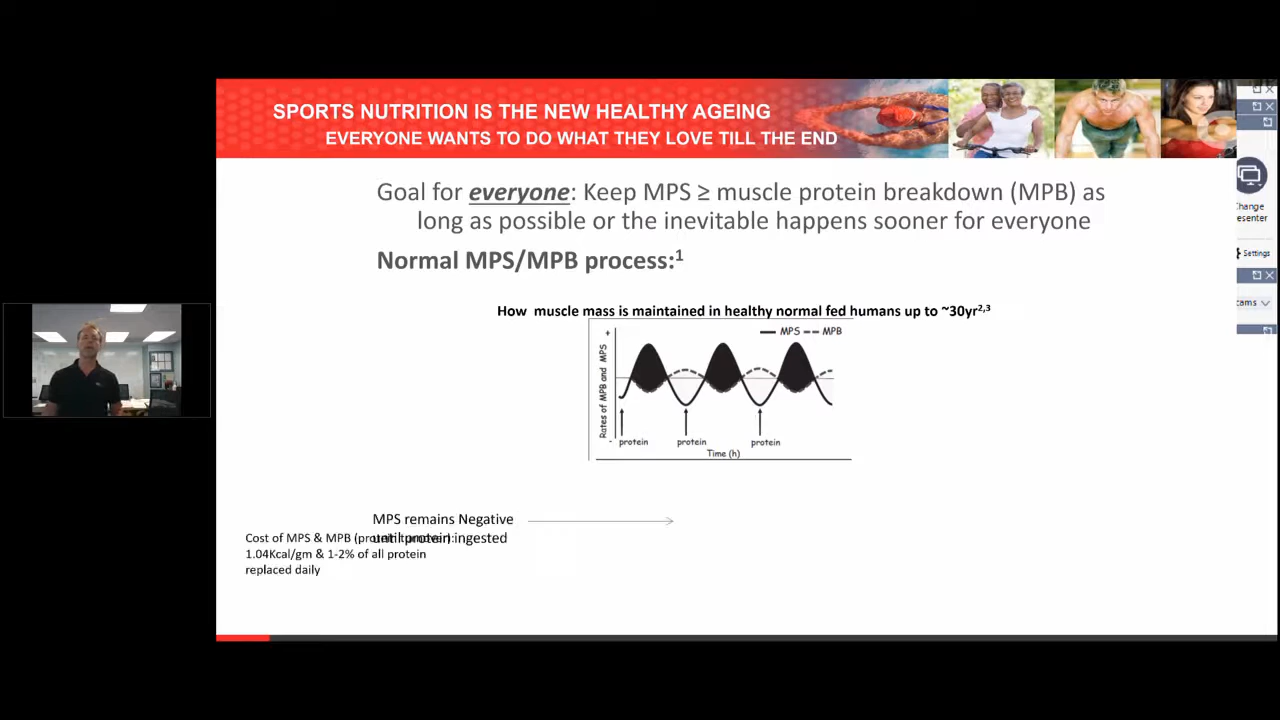 SPORTS NUTRITION IS THE NEW HEALTHY AGEING
EVERYONE WANTS TO DO WHAT THEY LOVE TILL THE END
Goal for everyone: Keep MPS ≥ muscle protein breakdown (MPB) as
long as possible or the inevitable happens sooner for everyone
Normal MPS/MPB process:¹
How muscle mass is maintained in healthy normal fed humans up to ~30yr²,³
MPS MPB
+
Rates of MPB and MPS
-
protein protein protein
Time (h)
MPS remains Negative
until protein ingested
Cost of MPS & MPB (protein turnover):
1.04Kcal/gm & 1-2% of all protein
replaced daily
Change
esenter
Settings
cams